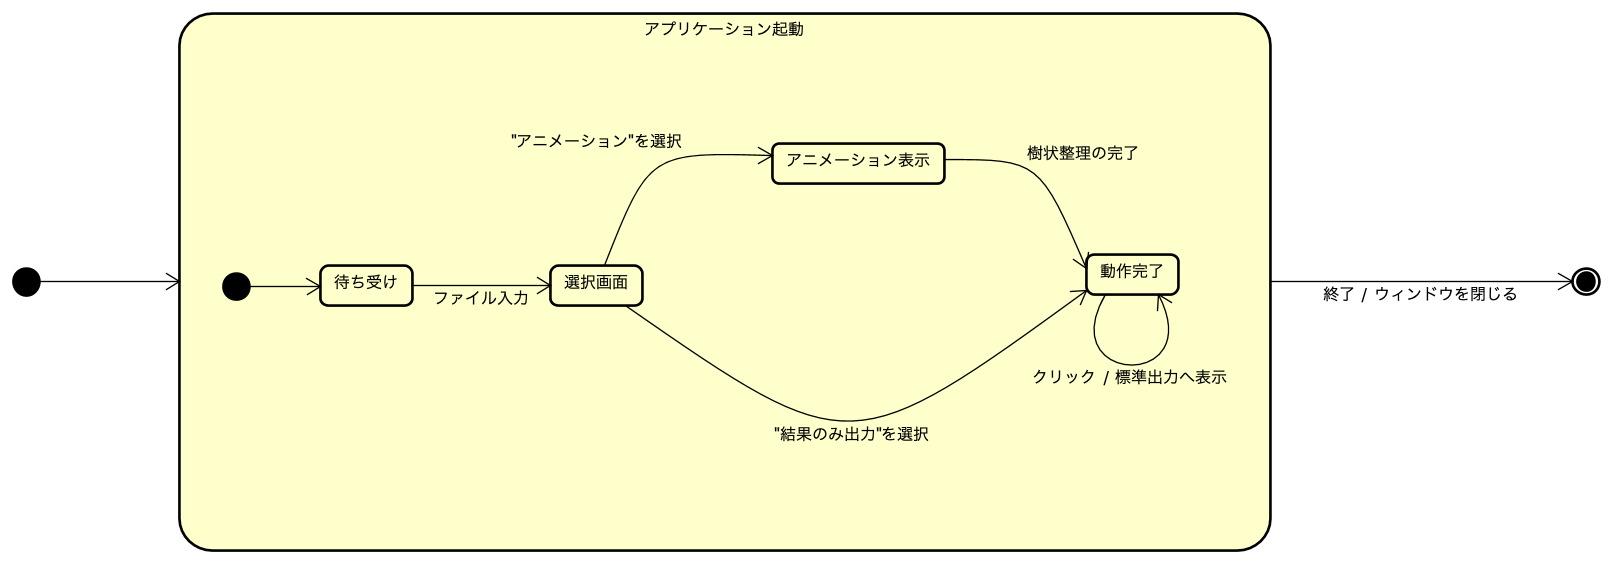 アプリケーション起動
"アニメーション"を選択
アニメーション表示
樹状整理の完了
待ち受け
ファイル入力
選択画面
動作完了
終了 / ウィンドウを閉じる
クリック / 標準出力へ表示
"結果のみ出力"を選択